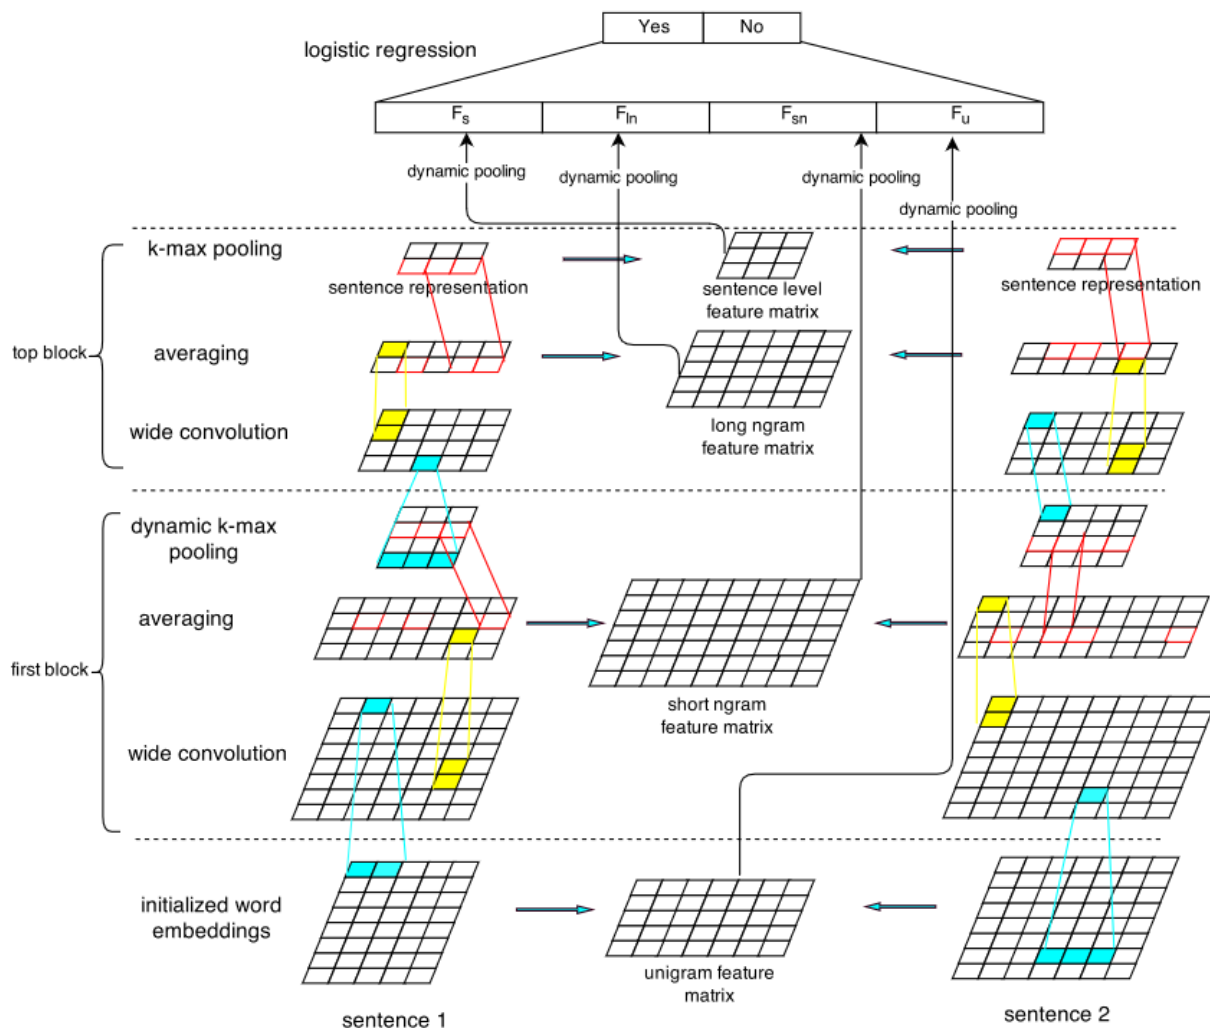 Yes No
logistic regression
Fs Fln Fsn Fu
dynamic pooling
dynamic pooling
dynamic pooling
dynamic pooling
k-max pooling
sentence representation
sentence level
feature matrix
sentence representation
top block
averaging
wide convolution
long ngram
feature matrix
dynamic k-max
pooling
averaging
first block
short ngram
feature matrix
wide convolution
initialized word
embeddings
unigram feature
matrix
sentence 1
sentence 2